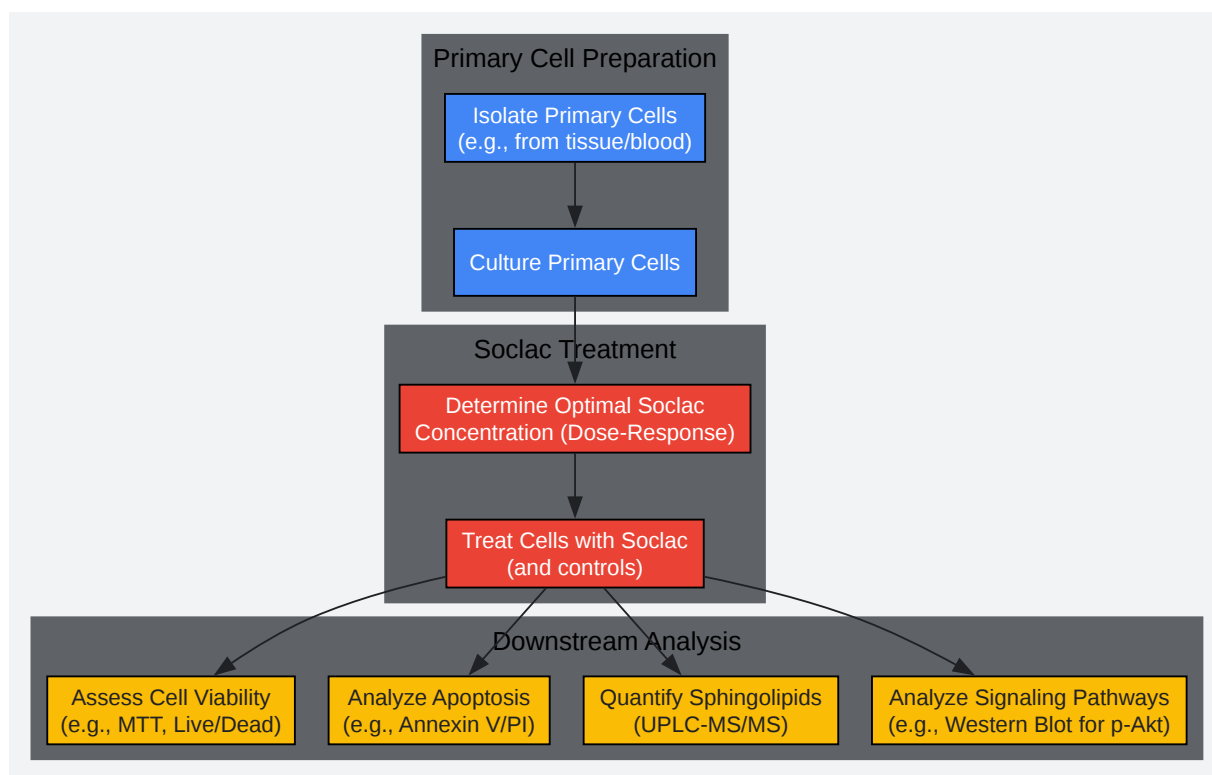 Primary Cell Preparation
Isolate Primary Cells
(e.g., from tissue/blood)
Culture Primary Cells
Soclac Treatment
Determine Optimal Soclac
Concentration (Dose-Response)
Treat Cells with Soclac
(and controls)
Downstream Analysis
Assess Cell Viability
(e.g., MTT, Live/Dead)
Analyze Apoptosis
(e.g., Annexin V/PI)
Quantify Sphingolipids
(UPLC-MS/MS)
Analyze Signaling Pathways
(e.g., Western Blot for p-Akt)